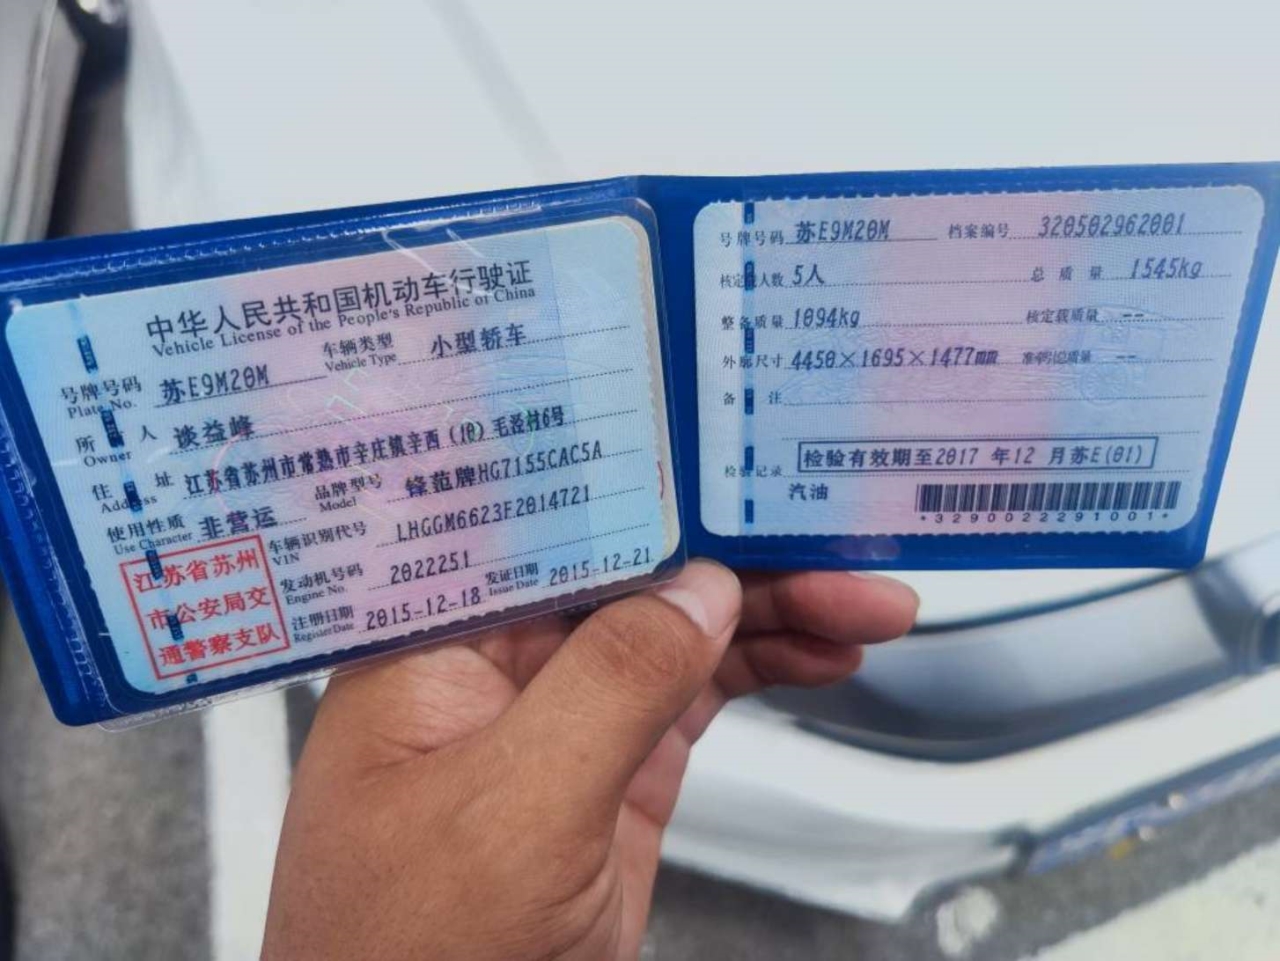 中华人民共和国机动车行驶证
Vehicle License of the People's Republic of China
号牌号码 苏E9M20M 车辆类型 小型轿车
Plate No. Vehicle Type
所有人 谈益峰
Owner
住址 江苏省苏州市常熟市辛庄镇辛西(10)毛泾村6号
Address
使用性质 非营运 品牌型号 锋范牌HG7155CAC5A
Use Character Model
车辆识别代号 LHGGM6623F2014721
VIN
发动机号码 2022251 发证日期 2015-12-21
Engine No. Issue Date
注册日期 2015-12-18
Register Date
江苏省苏州
市公安局交
通警察支队
号牌号码 苏E9M20M 档案编号 320502962001
核定载人数 5人 总质量 1545kg
整备质量 1094kg 核定载质量 --
外廓尺寸 4450×1695×1477mm 准牵引总质量 --
备注
检验记录 检验有效期至2017年12月苏E(01)
汽油
*3290022291001*